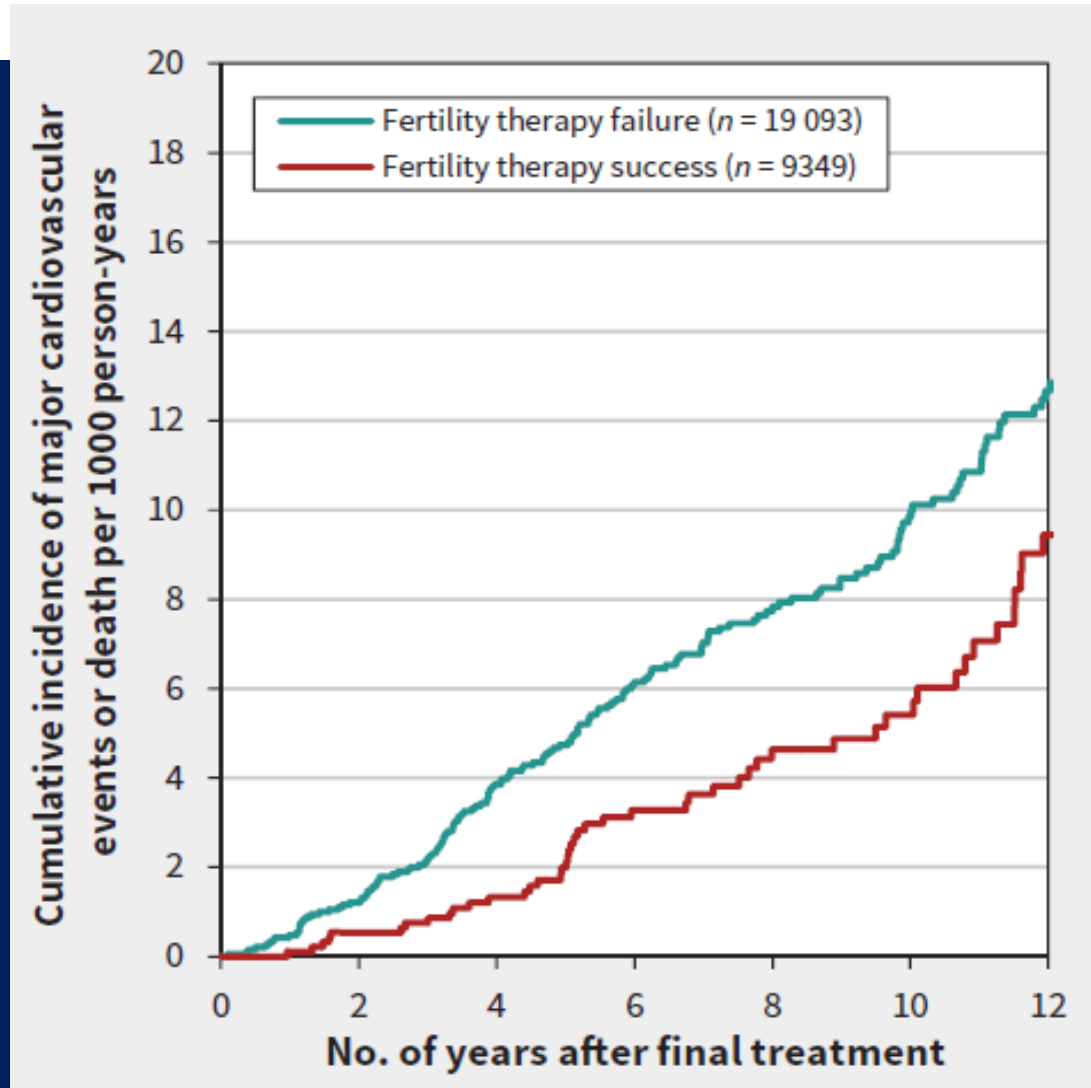 Cumulative incidence of major cardiovascular
events or death per 1000 person-years
20
18
16
14
12
10
8
6
4
2
0
Fertility therapy failure (n = 19 093)
Fertility therapy success (n = 9349)
0 2 4 6 8 10 12
No. of years after final treatment